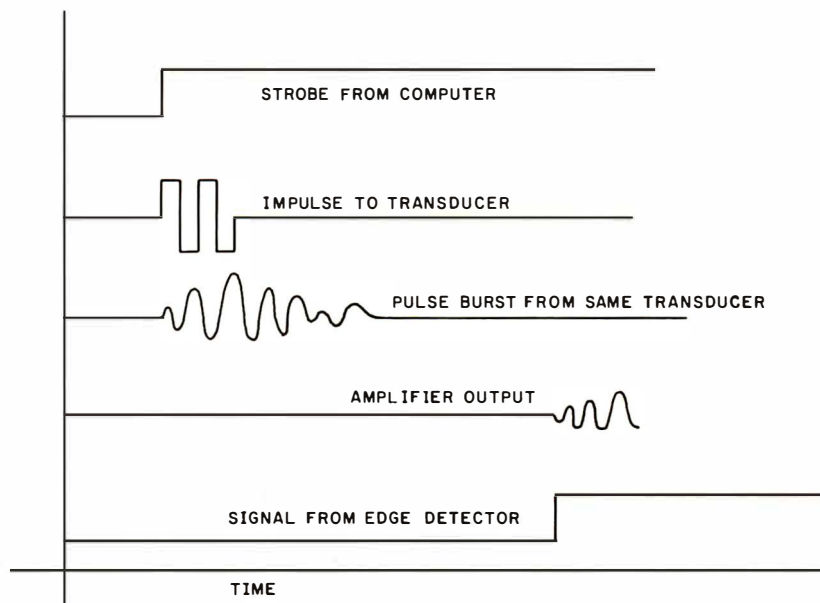 STROBE FROM COMPUTER
IMPULSE TO TRANSDUCER
PULSE BURST FROM SAME TRANSDUCER
AMPLIFIER OUTPUT
SIGNAL FROM EDGE DETECTOR
TIME